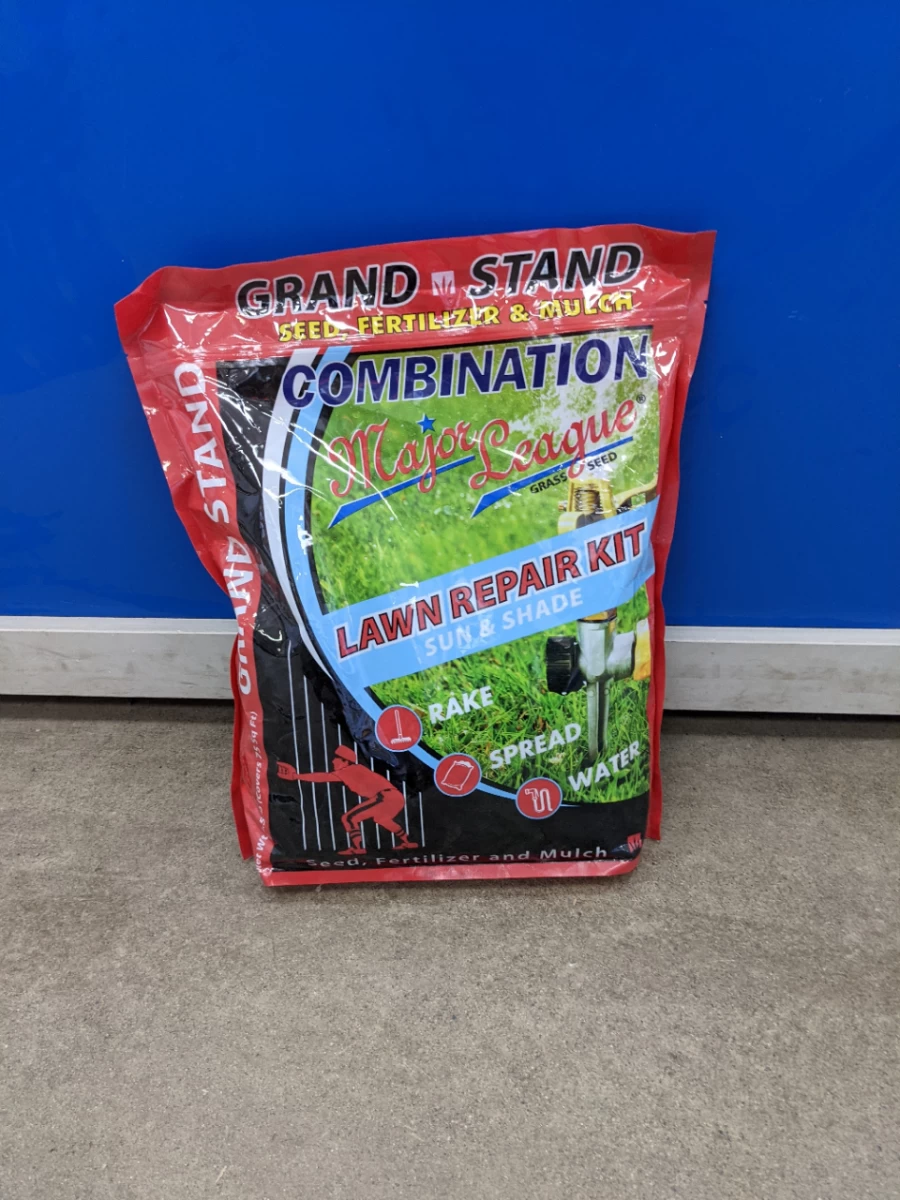 GRAND STAND
SEED, FERTILIZER & MULCH
COMBINATION
Major League®
GRASS SEED
LAWN REPAIR KIT
SUN & SHADE
RAKE
SPREAD
WATER
Seed, Fertilizer and Mulch
GRAND STAND